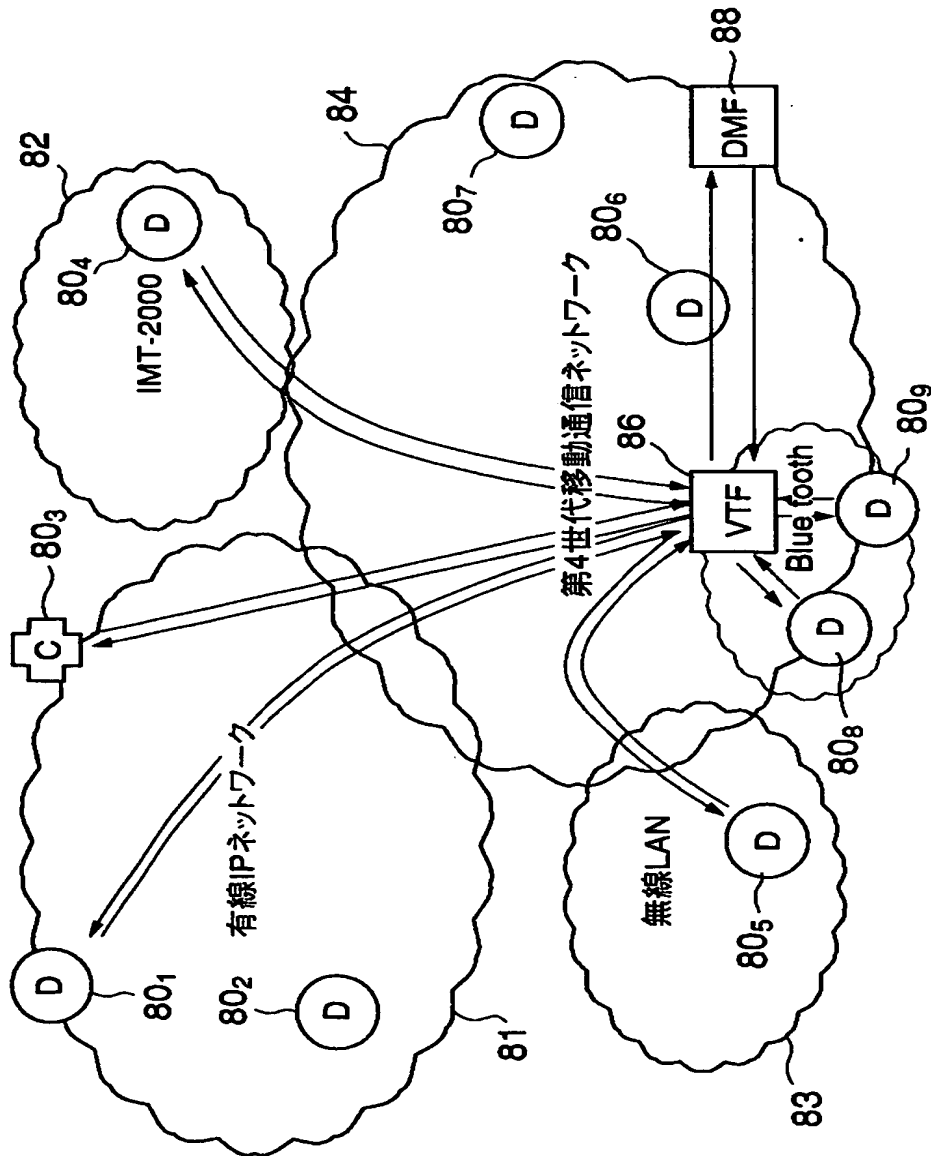 82
D
80₄
IMT-2000
84
D
80₇
DMF
88
D
80₆
C
80₃
第4世代移動通信ネットワーク
86
VTF
Blue tooth
D
80₉
D
80₈
D
80₁
有線IPネットワーク
80₂
D
81
無線LAN
D
80₅
83